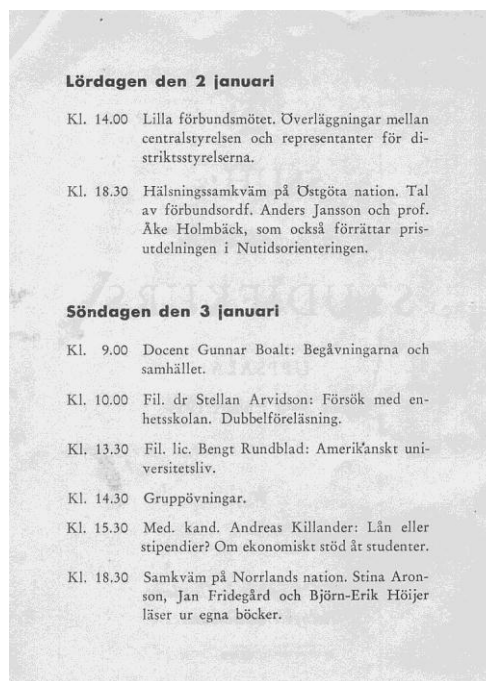 Lördagen den 2 januari
Kl. 14.00 Lilla förbundsmötet. Överläggningar mellan
centralstyrelsen och representanter för di-
striktsstyrelserna.
Kl. 18.30 Hälsningssamkväm på Östgöta nation. Tal
av förbundsordf. Anders Jansson och prof.
Åke Holmbäck, som också förrättar pris-
utdelningen i Nutidsorienteringen.
Söndagen den 3 januari
Kl. 9.00 Docent Gunnar Boalt: Begåvningarna och
samhället.
Kl. 10.00 Fil. dr Stellan Arvidson: Försök med en-
hetsskolan. Dubbelföreläsning.
Kl. 13.30 Fil. lic. Bengt Rundblad: Amerikanskt uni-
versitetsliv.
Kl. 14.30 Gruppövningar.
Kl. 15.30 Med. kand. Andreas Killander: Lån eller
stipendier? Om ekonomiskt stöd åt studenter.
Kl. 18.30 Samkväm på Norrlands nation. Stina Aron-
son, Jan Fridegård och Björn-Erik Höijer
läser ur egna böcker.